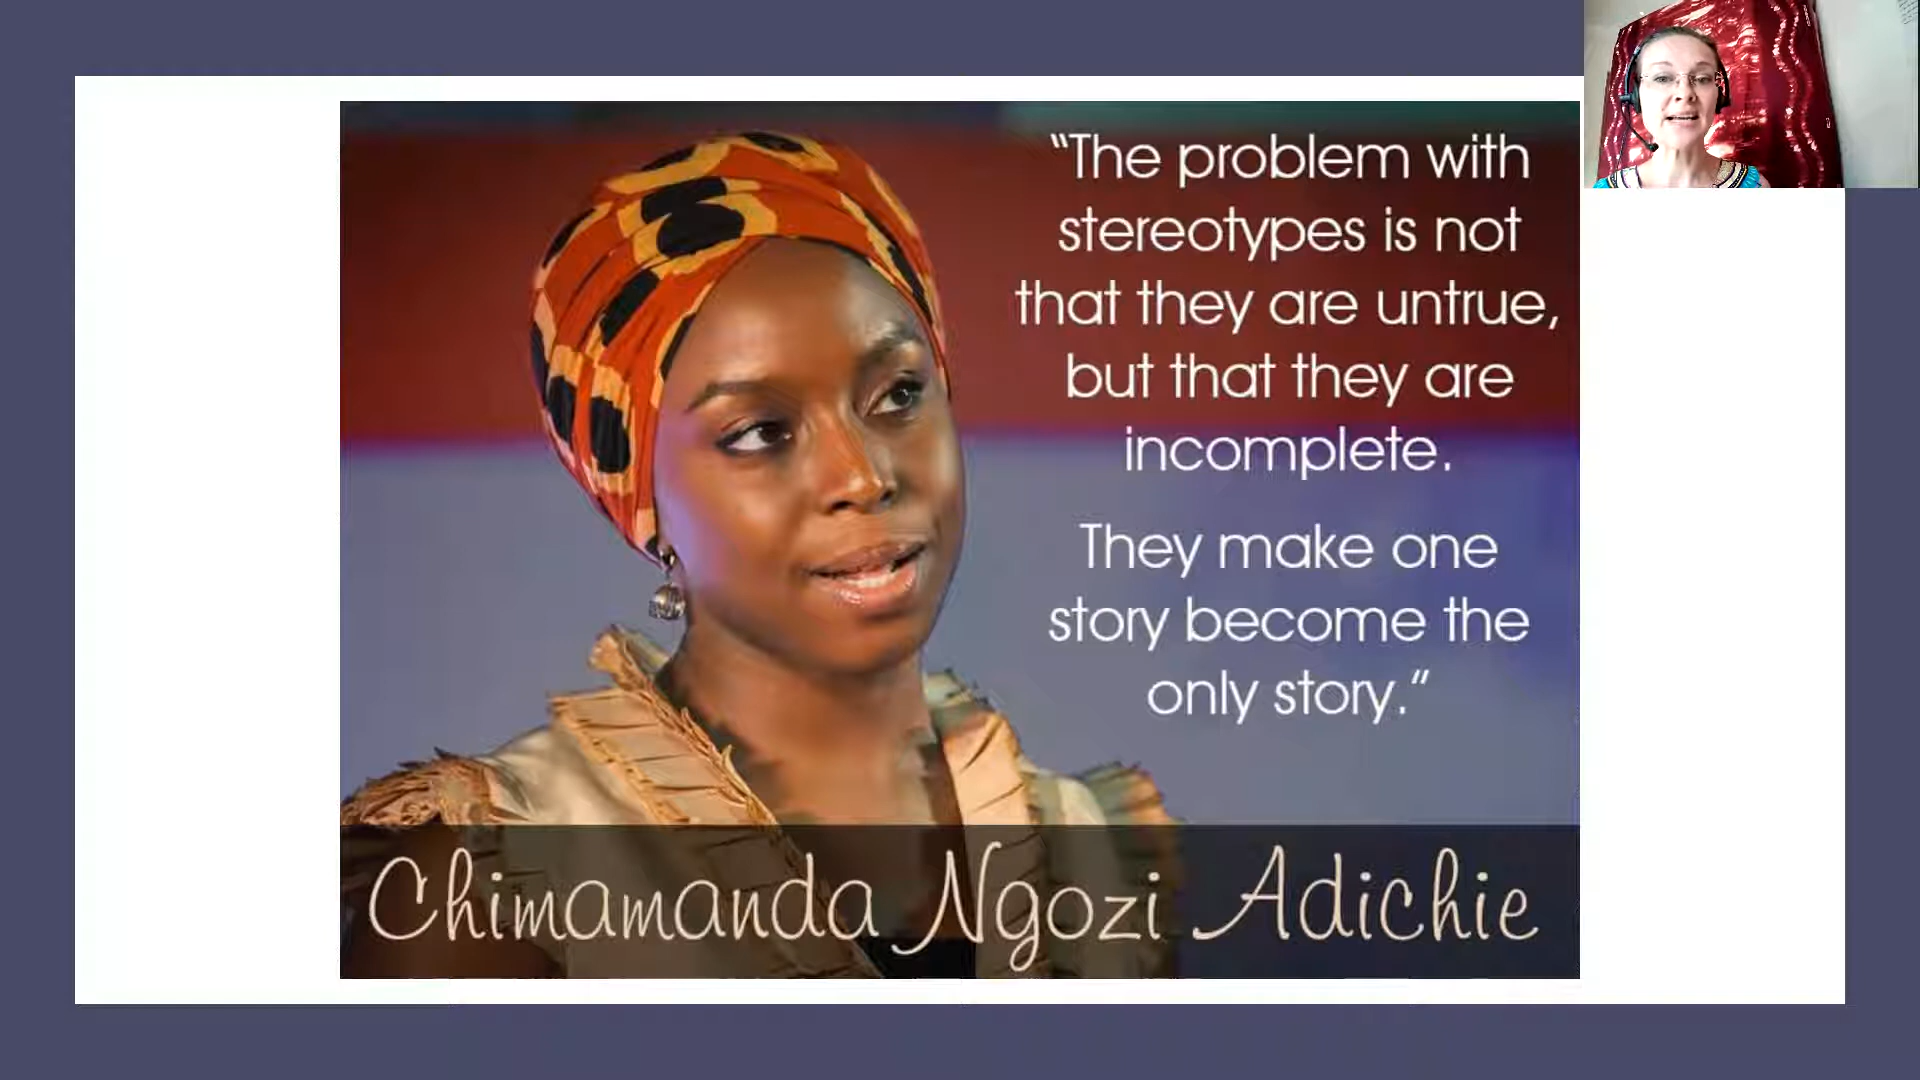 “The problem with
stereotypes is not
that they are untrue,
but that they are
incomplete.
They make one
story become the
only story.”
Chimamanda Ngozi Adichie